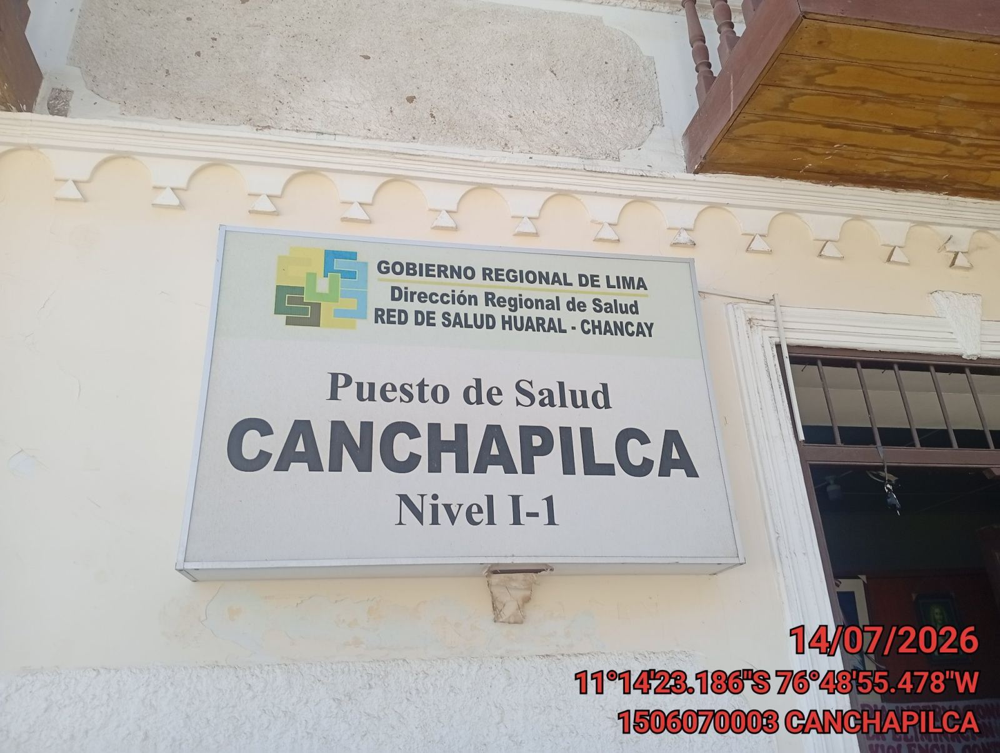 GOBIERNO REGIONAL DE LIMA
Dirección Regional de Salud
RED DE SALUD HUARAL - CHANCAY
Puesto de Salud
CANCHAPILCA
Nivel I-1
14/07/2026
11°14'23.186"S 76°48'55.478"W
1506070003 CANCHAPILCA